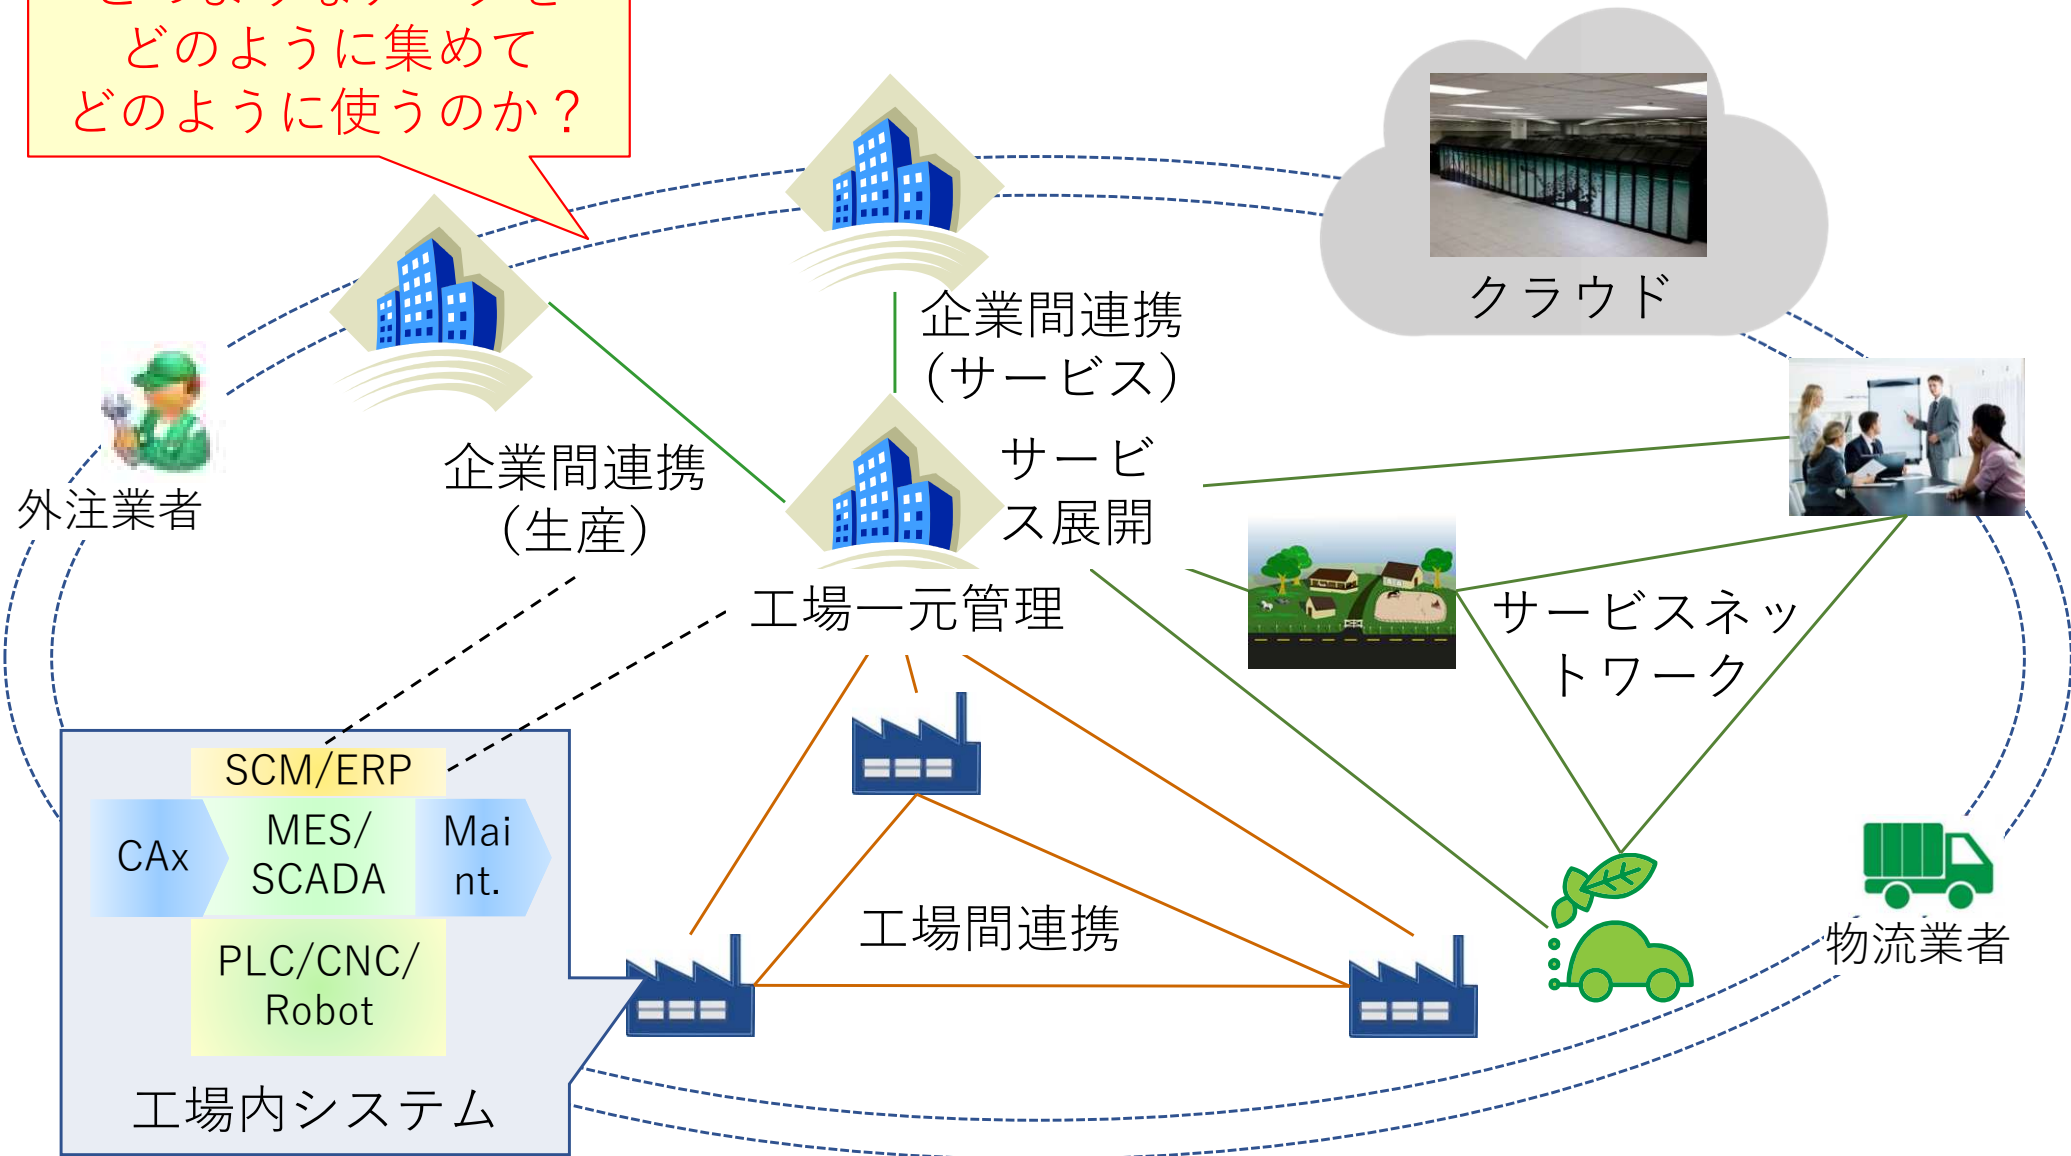 どのように集めて
どのように使うのか？
クラウド
企業間連携
（サービス）
外注業者
企業間連携
（生産）
サービ
ス展開
工場一元管理
サービスネッ
トワーク
SCM/ERP
CAx
MES/
SCADA
Mai
nt.
PLC/CNC/
Robot
工場内システム
工場間連携
物流業者